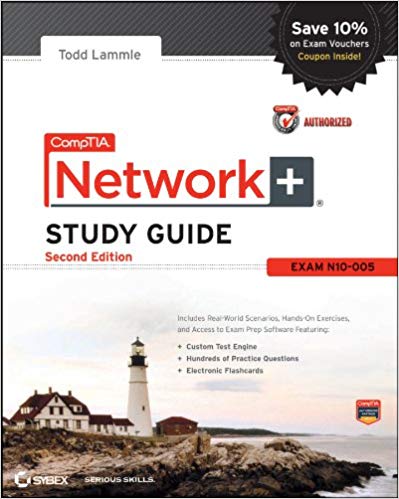 Todd Lammle
Save 10%
on Exam Vouchers
Coupon Inside!
AUTHORIZED
CompTIA
Network+®
STUDY GUIDE
Second Edition
EXAM N10-005
Includes Real-World Scenarios, Hands-On Exercises,
and Access to Exam Prep Software Featuring:
+ Custom Test Engine
+ Hundreds of Practice Questions
+ Electronic Flashcards
SYBEX
SERIOUS SKILLS.